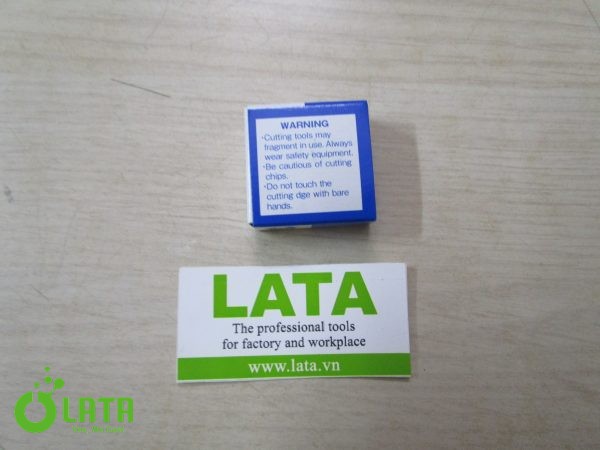 WARNING
·Cutting tools may
fragment in use. Always
wear safety equipment.
·Be cautious of cutting
chips.
·Do not touch the
cutting dge with bare
hands.
LATA
The professional tools
for factory and workplace
www.lata.vn
LATA